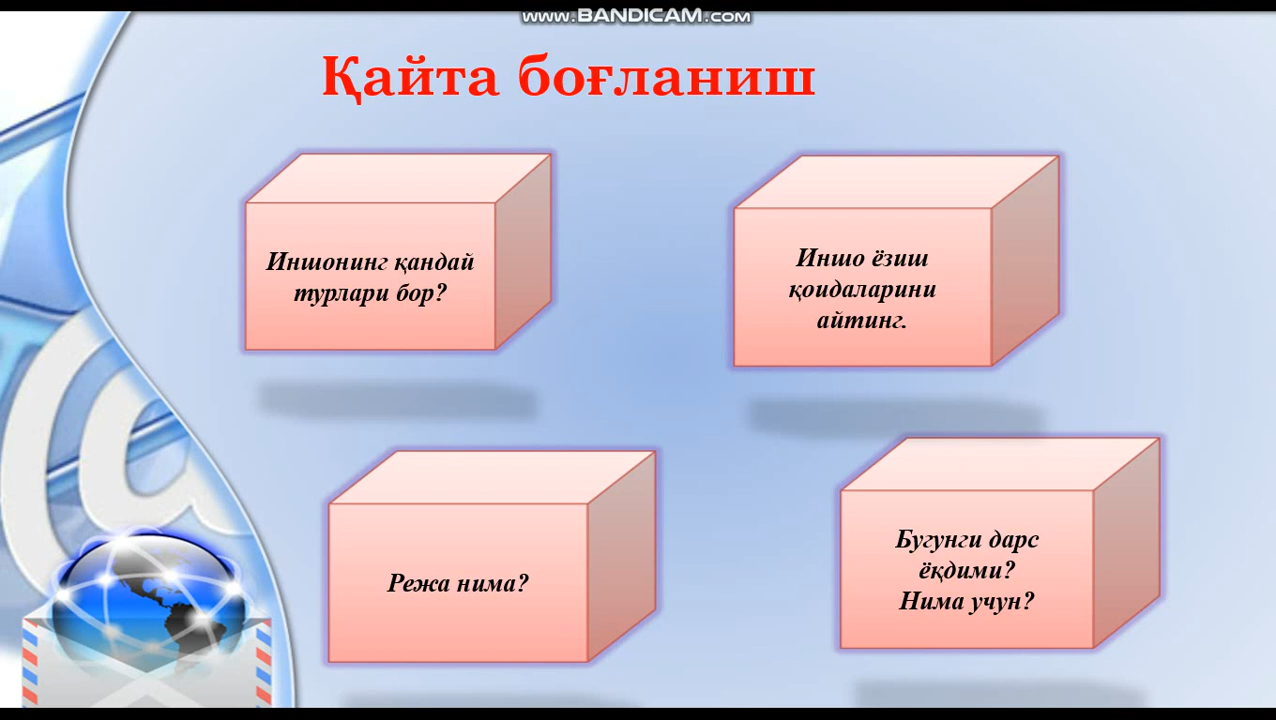 www.BANDICAM.com
Қайта боғланиш
Иншонинг қандай
турлари бор?
Иншо ёзиш
қоидаларини
айтинг.
Режа нима?
Бугунги дарс
ёқдими?
Нима учун?